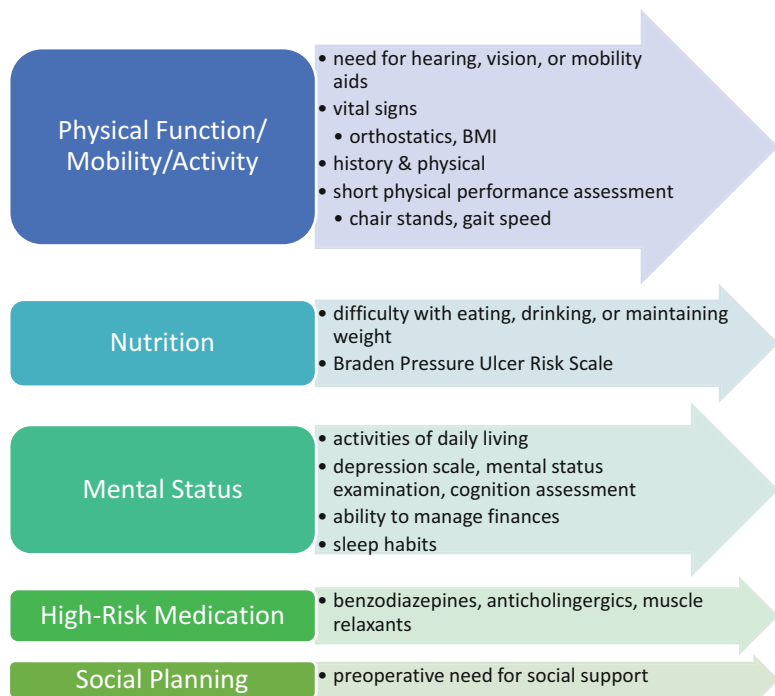 Physical Function/
Mobility/Activity
• need for hearing, vision, or mobility
aids
• vital signs
• orthostatics, BMI
• history & physical
• short physical performance assessment
• chair stands, gait speed
Nutrition
• difficulty with eating, drinking, or maintaining
weight
• Braden Pressure Ulcer Risk Scale
Mental Status
• activities of daily living
• depression scale, mental status
examination, cognition assessment
• ability to manage finances
• sleep habits
High-Risk Medication
• benzodiazepines, anticholingergics, muscle
relaxants
Social Planning
• preoperative need for social support